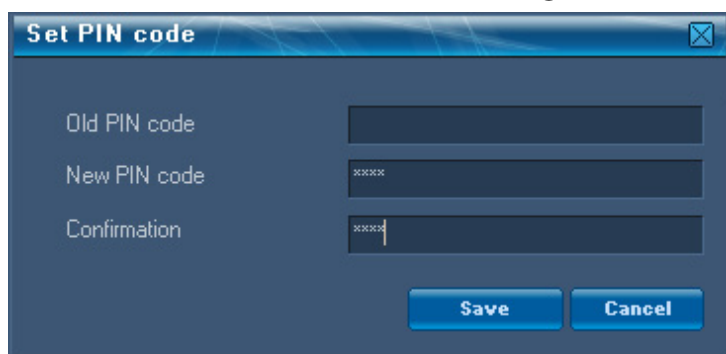 Set PIN code
Old PIN code
New PIN code
****
Confirmation
****
Save
Cancel